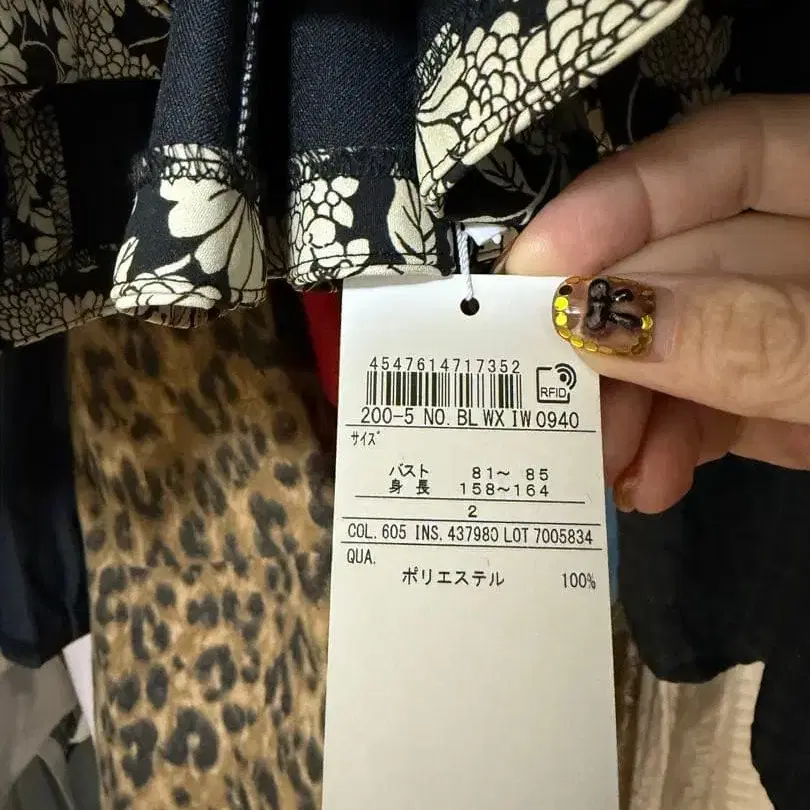 4547614717352
RFID
200-5 NO. BL WX IW 0940
サイズ
バスト 81～ 85
身 長 158～164
2
COL. 605 INS. 437980 LOT 7005834
QUA.
ポリエステル 100%